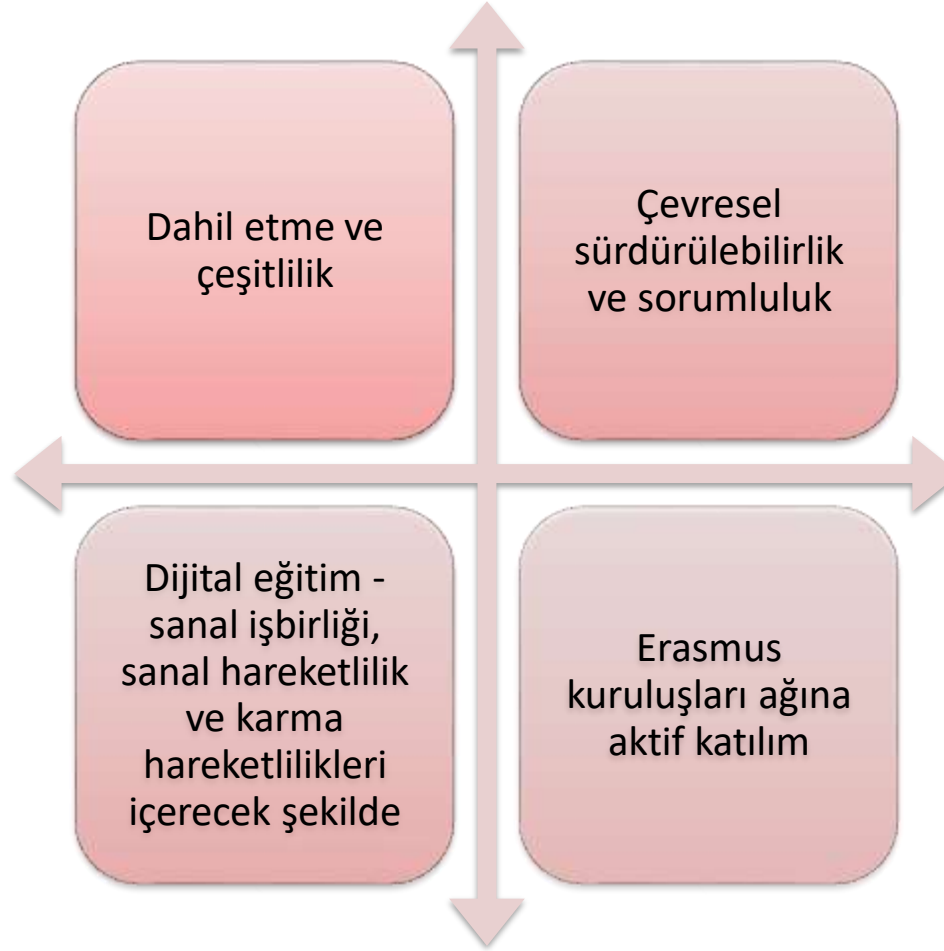 Dahil etme ve
çeşitlilik
Çevresel
sürdürülebilirlik
ve sorumluluk
Dijital eğitim -
sanal işbirliği,
sanal hareketlilik
ve karma
hareketlilikleri
içerecek şekilde
Erasmus
kuruluşları ağına
aktif katılım